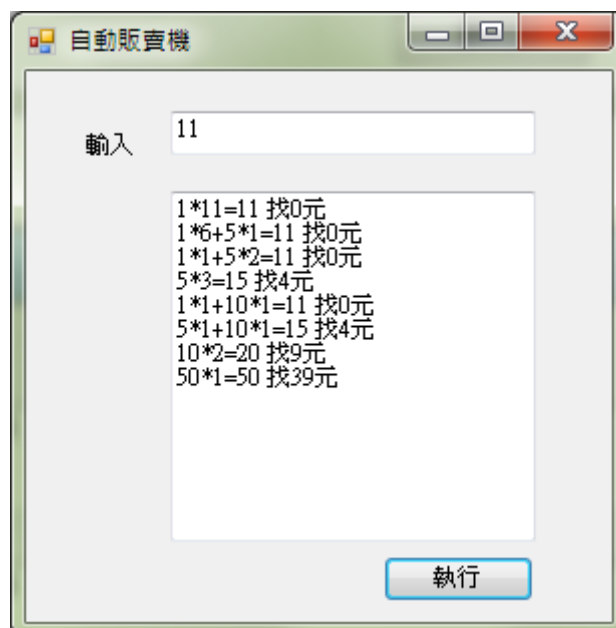 自動販賣機
輸入
11
1*11=11 找0元
1*6+5*1=11 找0元
1*1+5*2=11 找0元
5*3=15 找4元
1*1+10*1=11 找0元
5*1+10*1=15 找4元
10*2=20 找9元
50*1=50 找39元
執行